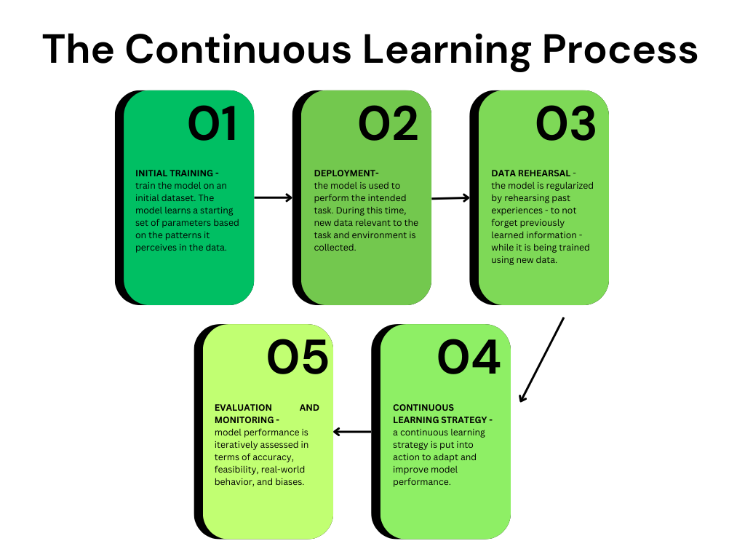 The Continuous Learning Process
01
INITIAL TRAINING -
train the model on an
initial dataset. The
model learns a starting
set of parameters based
on the patterns it
perceives in the data.
02
DEPLOYMENT-
the model is used to
perform the intended
task. During this time,
new data relevant to the
task and environment is
collected.
03
DATA REHEARSAL -
the model is regularized
by rehearsing past
experiences - to not
forget previously
learned information -
while it is being trained
using new data.
04
CONTINUOUS
LEARNING STRATEGY -
a continuous learning
strategy is put into
action to adapt and
improve model
performance.
05
EVALUATION AND
MONITORING -
model performance is
iteratively assessed in
terms of accuracy,
feasibility, real-world
behavior, and biases.